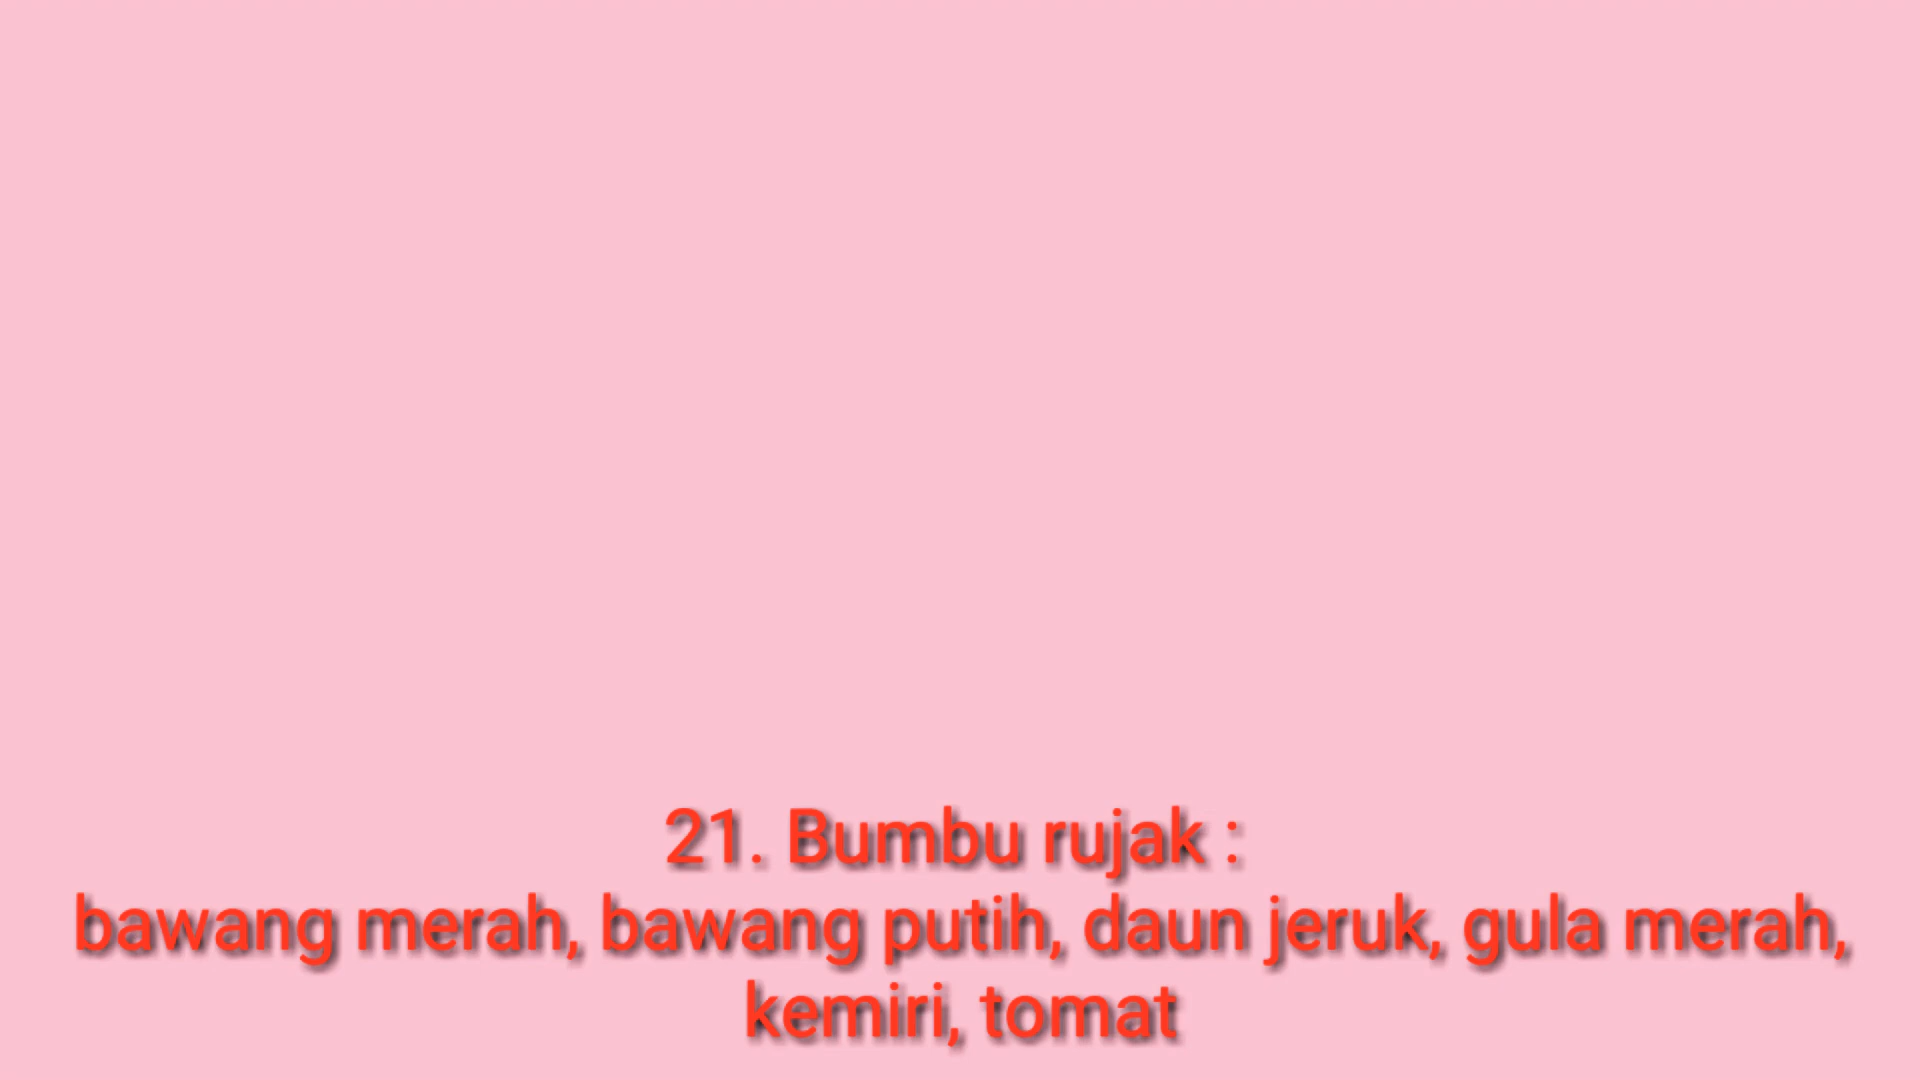 21. Bumbu rujak :
bawang merah, bawang putih, daun jeruk, gula merah,
kemiri, tomat